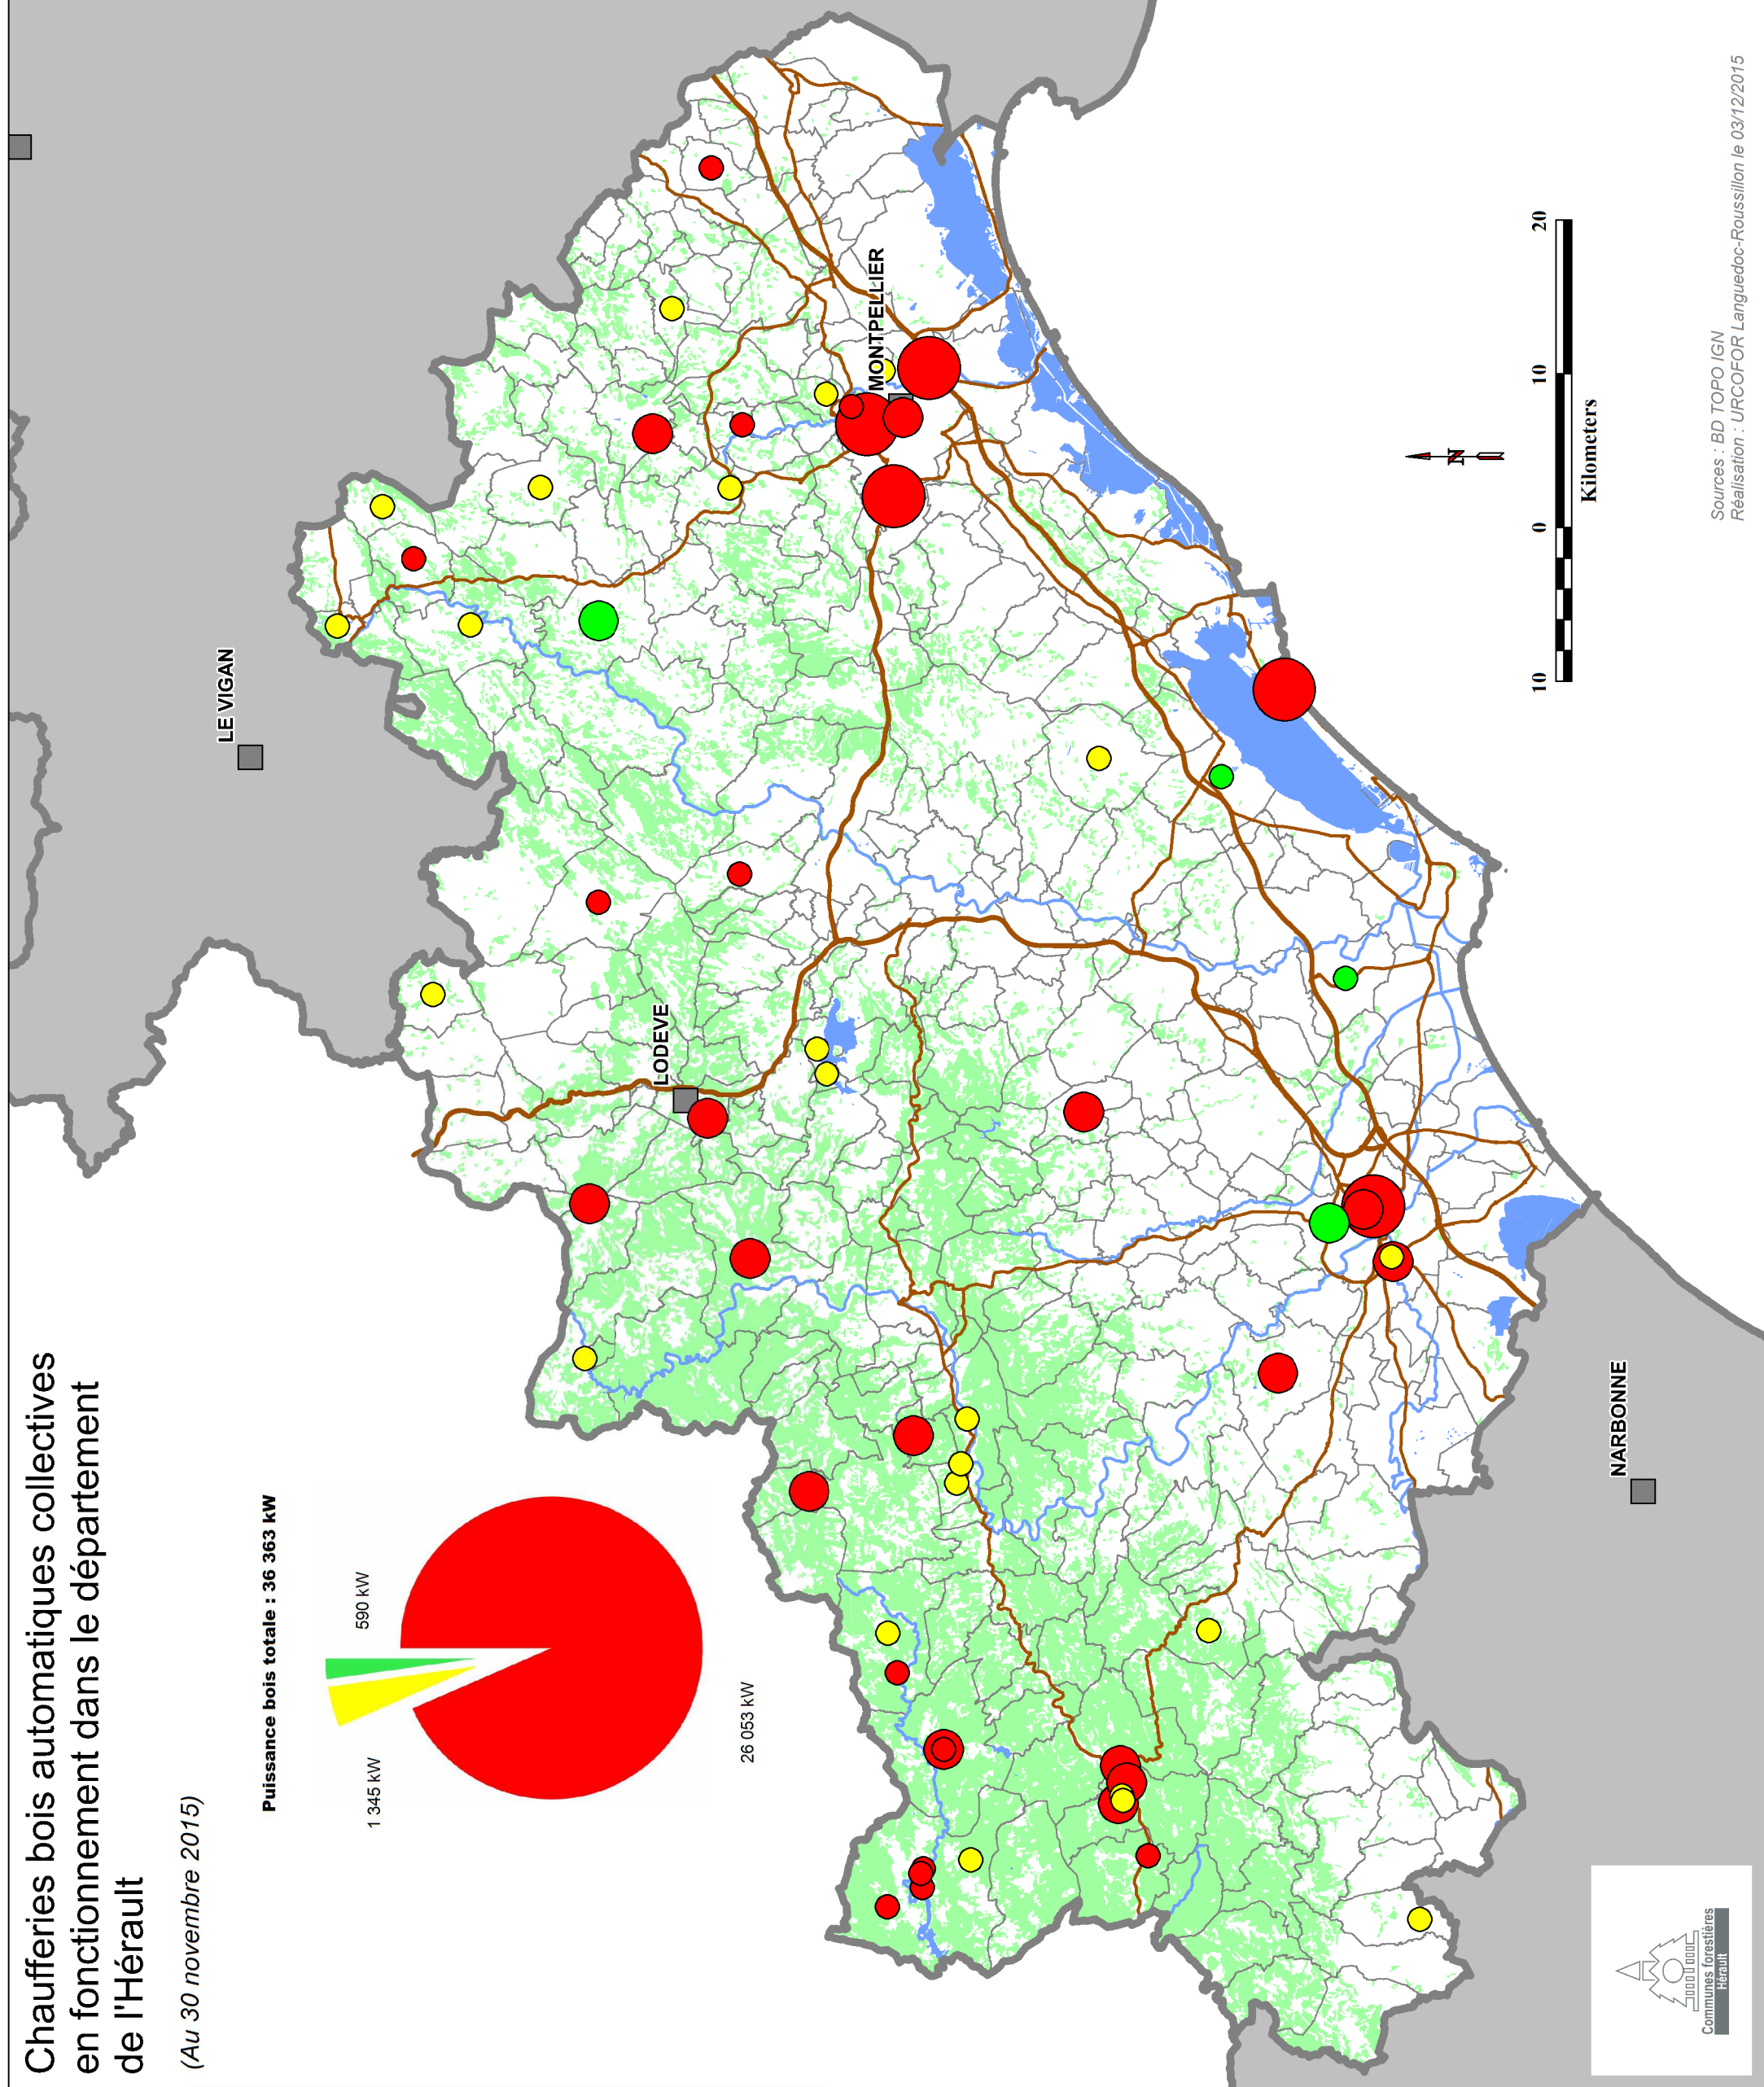 Chaufferies bois automatiques collectives
en fonctionnement dans le département
de l'Hérault
(Au 30 novembre 2015)
Puissance bois totale : 36 363 kW
590 kW
1 345 kW
26 053 kW
LE VIGAN
LODEVE
MONTPELLIER
NARBONNE
N
10 0 10 20
Kilometers
Communes forestières
Hérault
Sources : BD TOPO IGN
Réalisation : URCOFOR Languedoc-Roussillon le 03/12/2015